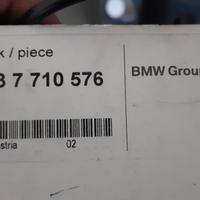 k / piece
3 7 710 576
BMW Group
stria
02